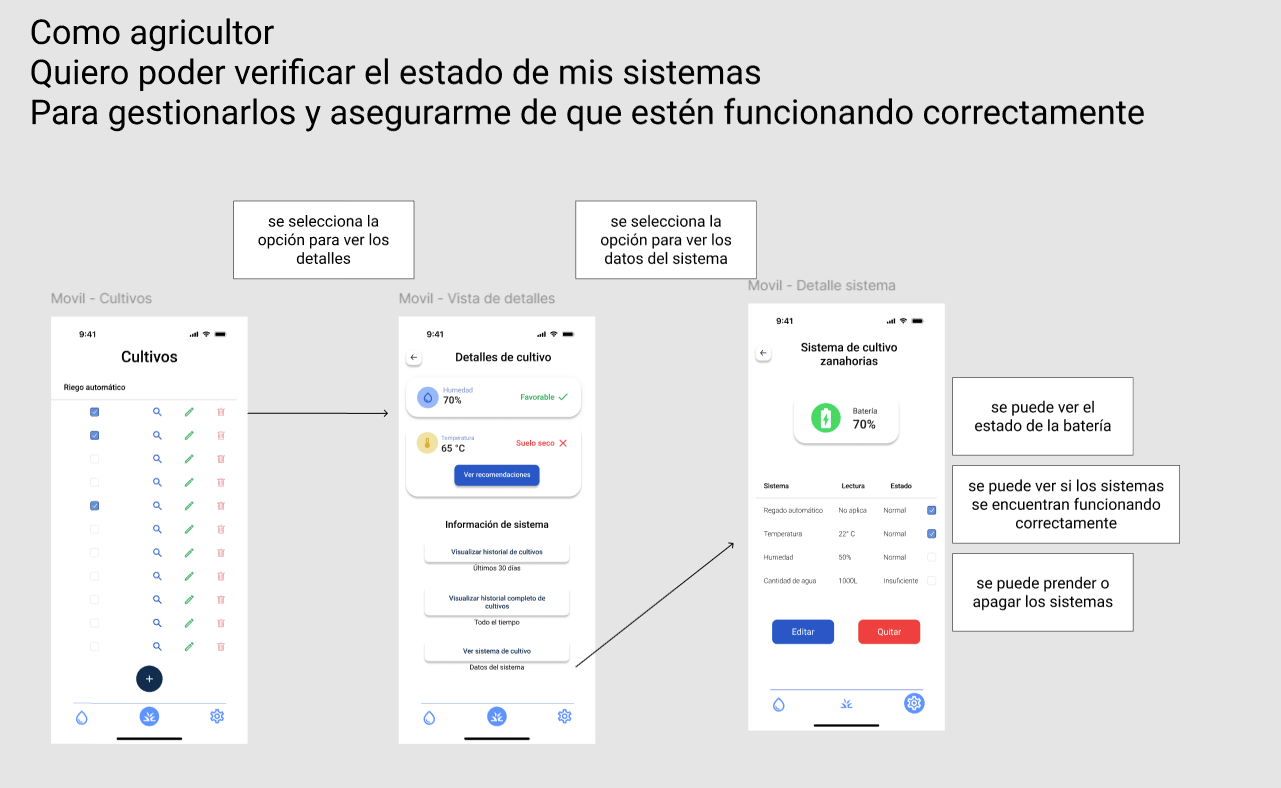 Como agricultor
Quiero poder verificar el estado de mis sistemas
Para gestionarlos y asegurarme de que estén funcionando correctamente
se selecciona la
opción para ver los
detalles
se selecciona la
opción para ver los
datos del sistema
Movil - Cultivos
9:41
Cultivos
Riego automático
+
Movil - Vista de detalles
9:41
Detalles de cultivo
Humedad
70%
Favorable
Temperatura
65 °C
Suelo seco
Ver recomendaciones
Información de sistema
Visualizar historial de cultivos
Últimos 30 días
Visualizar historial completo de
cultivos
Todo el tiempo
Ver sistema de cultivo
Datos del sistema
Movil - Detalle sistema
9:41
Sistema de cultivo
zanahorias
Batería
70%
Sistema Lectura Estado
Regado automático No aplica Normal
Temperatura 22° C Normal
Humedad 50% Normal
Cantidad de agua 1000L Insuficiente
Editar Quitar
se puede ver el
estado de la batería
se puede ver si los sistemas
se encuentran funcionando
correctamente
se puede prender o
apagar los sistemas